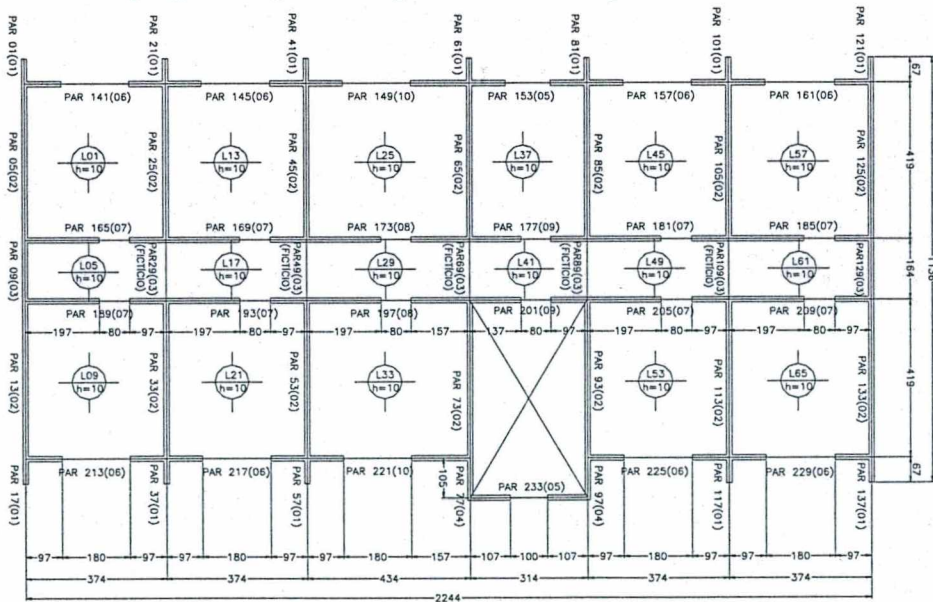 PAR 01(01) PAR 21(01) PAR 41(01) PAR 61(01) PAR 81(01) PAR 101(01) PAR 121(01)
67
PAR 141(06) PAR 145(06) PAR 149(10) PAR 153(05) PAR 157(06) PAR 161(06)
PAR 05(02) PAR 25(02) PAR 45(02) PAR 65(02) PAR 85(02) PAR 105(02) PAR 125(02)
L01 L13 L25 L37 L45 L57
h=10 h=10 h=10 h=10 h=10 h=10
419
PAR 165(07) PAR 169(07) PAR 173(08) PAR 177(09) PAR 181(07) PAR 185(07)
PAR 09(03) PAR29(03) PAR49(03) PAR69(03) PAR89(03) PAR109(03) PAR129(03)
(FICTÍCIO) (FICTÍCIO) (FICTÍCIO) (FICTÍCIO) (FICTÍCIO)
L05 L17 L29 L41 L49 L61
h=10 h=10 h=10 h=10 h=10 h=10
164
PAR 189(07) PAR 193(07) PAR 197(08) PAR 201(09) PAR 205(07) PAR 209(07)
197 80 97 197 80 97 197 80 157 137 80 97 197 80 97 197 80 97
PAR 13(02) PAR 33(02) PAR 53(02) PAR 73(02) PAR 93(02) PAR 113(02) PAR 133(02)
L09 L21 L33 L53 L65
h=10 h=10 h=10 h=10 h=10
419
PAR 213(06) PAR 217(06) PAR 221(10) PAR 225(06) PAR 229(06)
105
PAR 233(05)
67
PAR 17(01) PAR 37(01) PAR 57(01) PAR 77(04) PAR 97(04) PAR 117(01) PAR 137(01)
97 180 97 97 180 97 97 180 157 107 100 107 97 180 97 97 180 97
374 374 434 314 374 374
2244